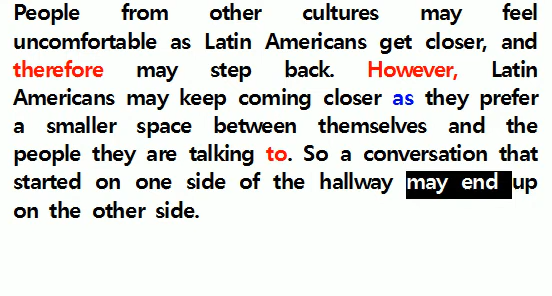 People from other cultures may feel
uncomfortable as Latin Americans get closer, and
therefore may step back. However, Latin
Americans may keep coming closer as they prefer
a smaller space between themselves and the
people they are talking to. So a conversation that
started on one side of the hallway may end up
on the other side.